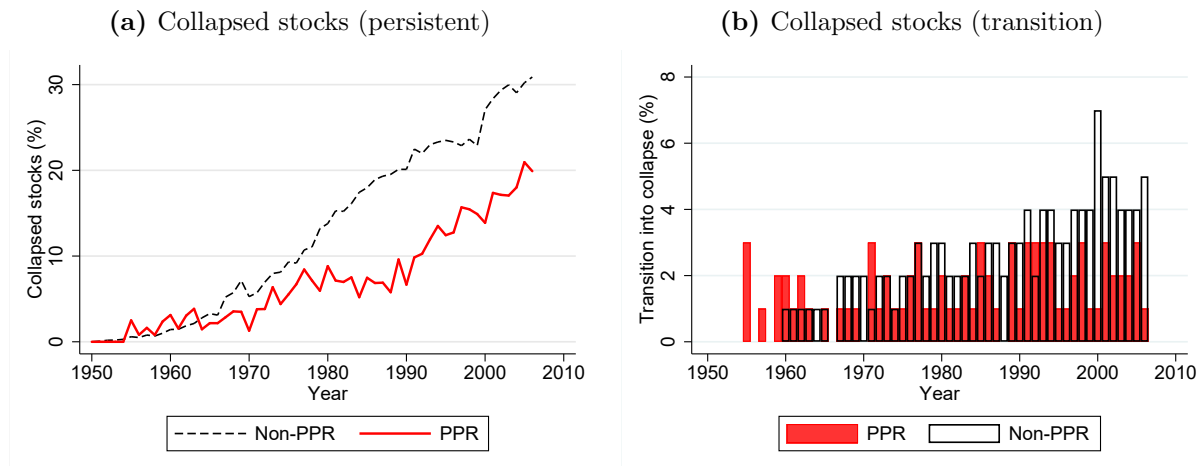 (a) Collapsed stocks (persistent)
Collapsed stocks (%)
30
20
10
0
1950 1960 1970 1980 1990 2000 2010
Year
Non-PPR PPR
(b) Collapsed stocks (transition)
Transition into collapse (%)
8
6
4
2
0
1950 1960 1970 1980 1990 2000 2010
Year
PPR Non-PPR